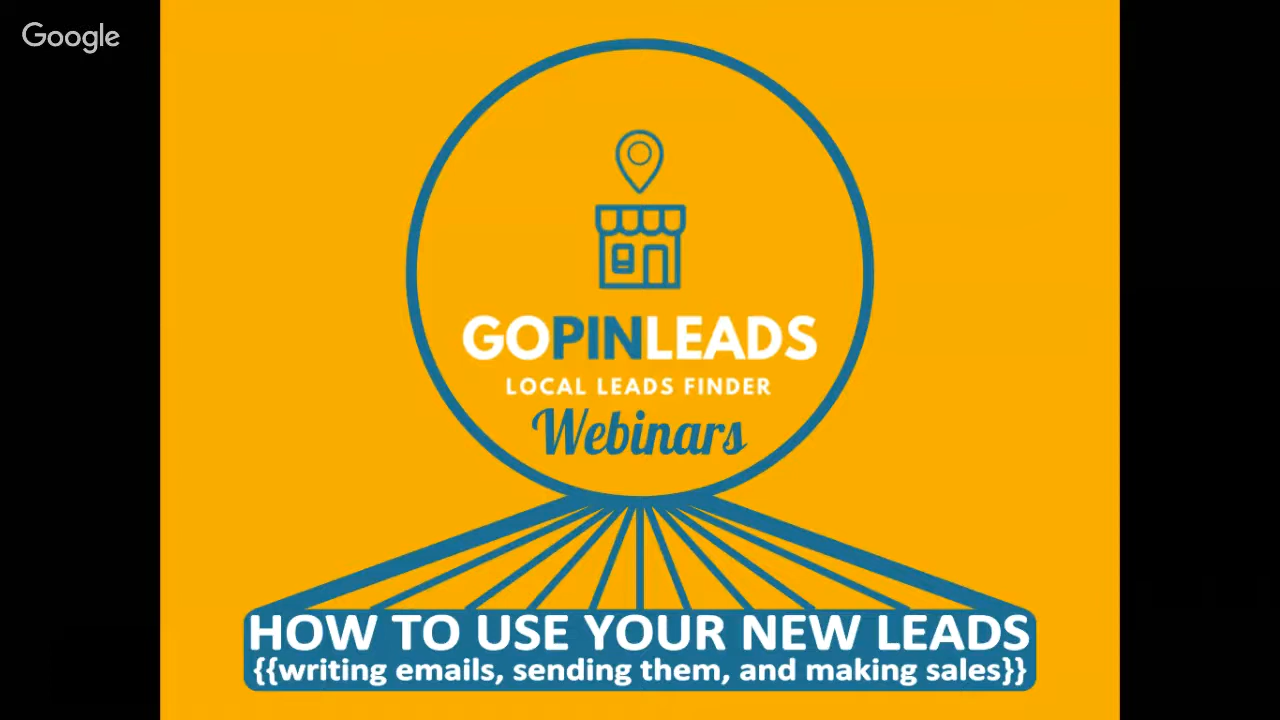 Google
GOPINLEADS
LOCAL LEADS FINDER
Webinars
HOW TO USE YOUR NEW LEADS
{{writing emails, sending them, and making sales}}